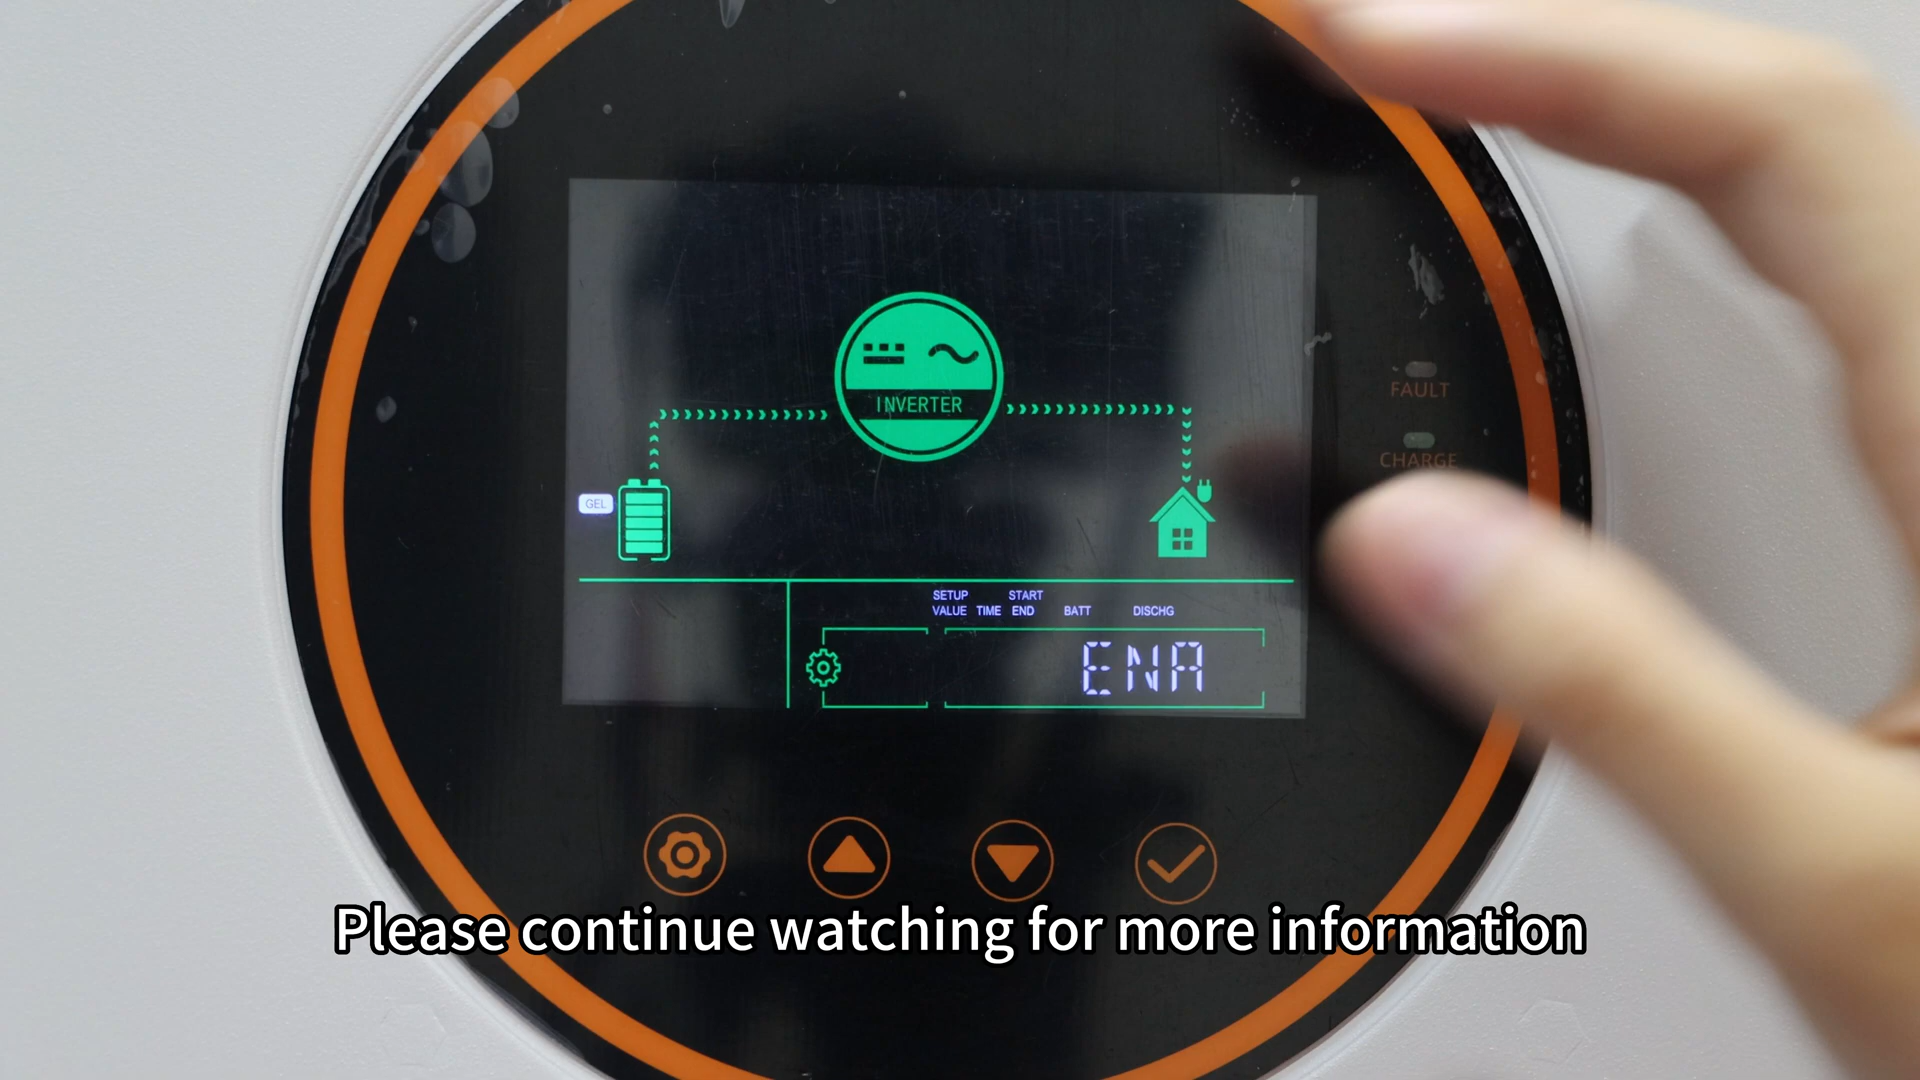 INVERTER
FAULT
CHARGE
GEL
SETUP START
VALUE TIME END BATT DISCHG
ENA
Please continue watching for more information